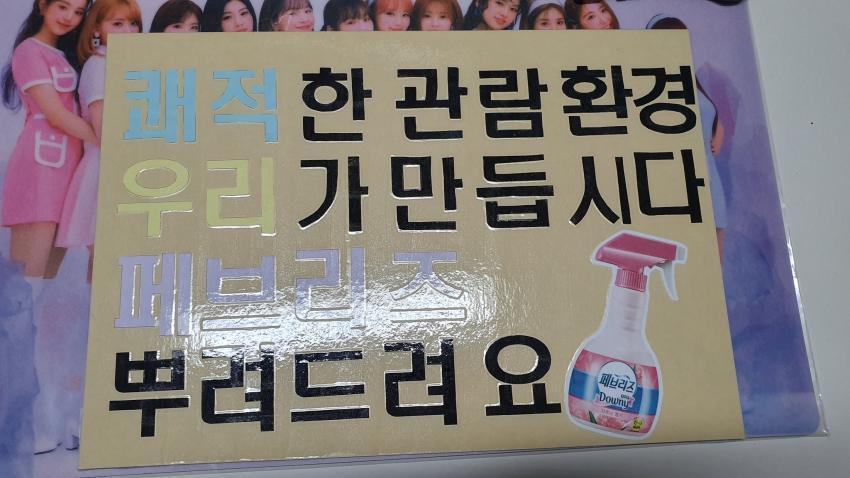 쾌적한 관람환경
우리가 만듭시다
페브리즈
뿌려드려요
페브리즈
Downy